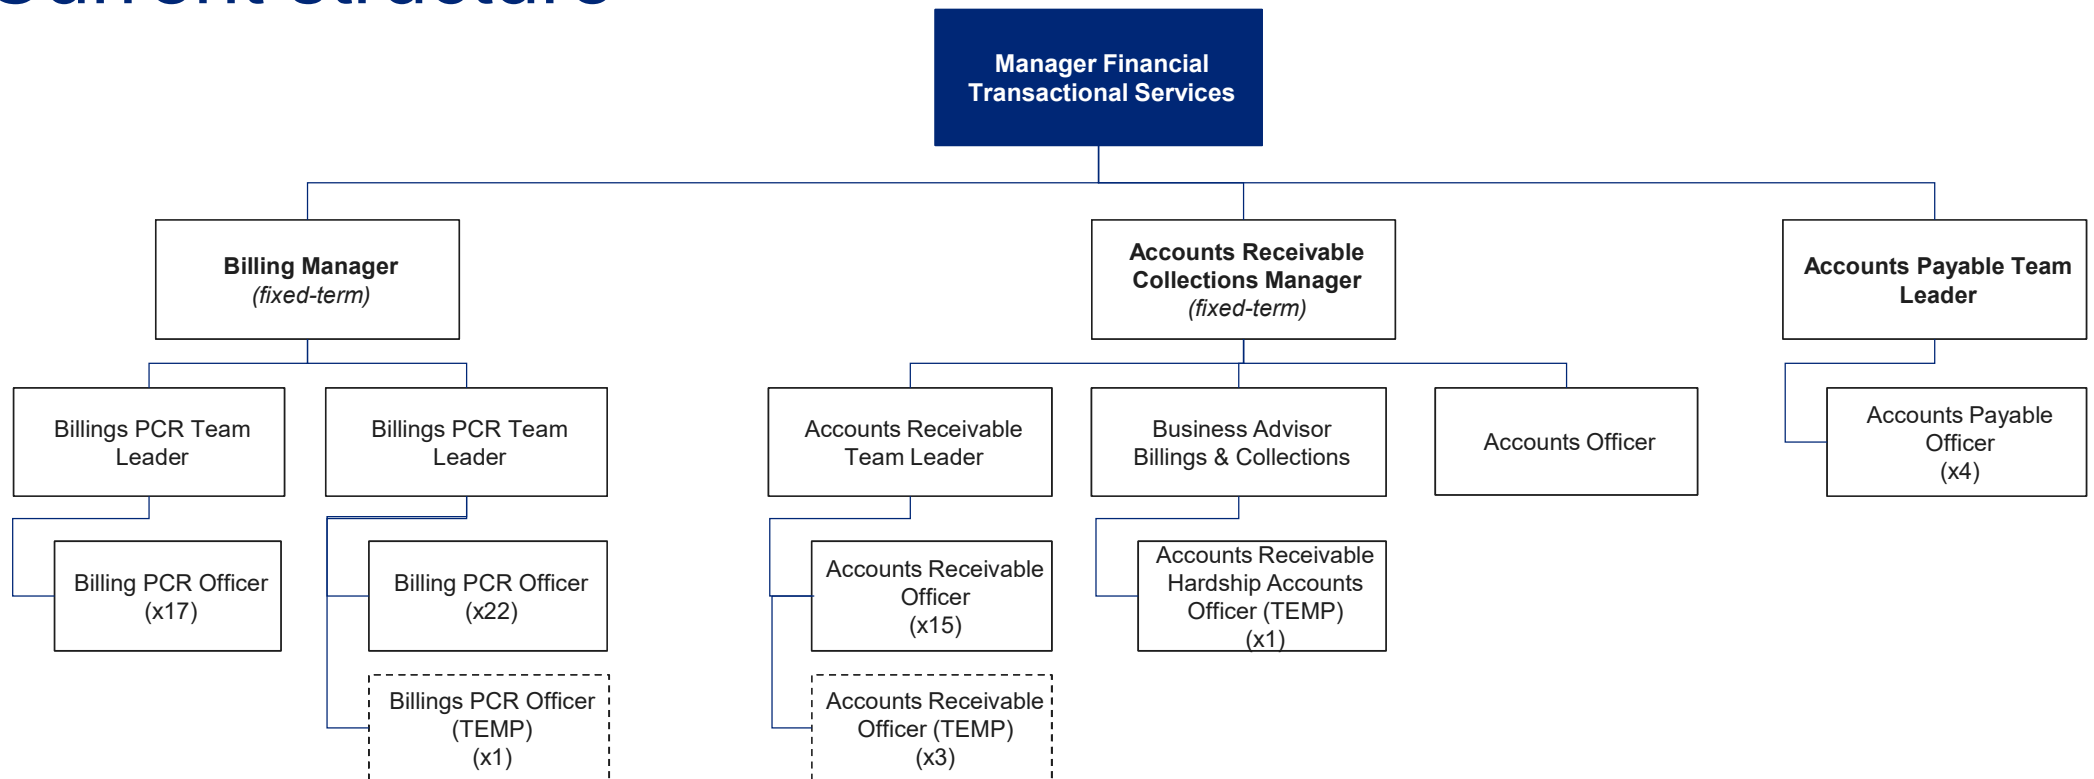 Current structure
Manager Financial
Transactional Services
Billing Manager
(fixed-term)
Accounts Receivable
Collections Manager
(fixed-term)
Accounts Payable Team
Leader
Billings PCR Team
Leader
Billings PCR Team
Leader
Accounts Receivable
Team Leader
Business Advisor
Billings & Collections
Accounts Officer
Accounts Payable
Officer
(x4)
Billing PCR Officer
(x17)
Billing PCR Officer
(x22)
Accounts Receivable
Officer
(x15)
Accounts Receivable
Hardship Accounts
Officer (TEMP)
(x1)
Billings PCR Officer
(TEMP)
(x1)
Accounts Receivable
Officer (TEMP)
(x3)